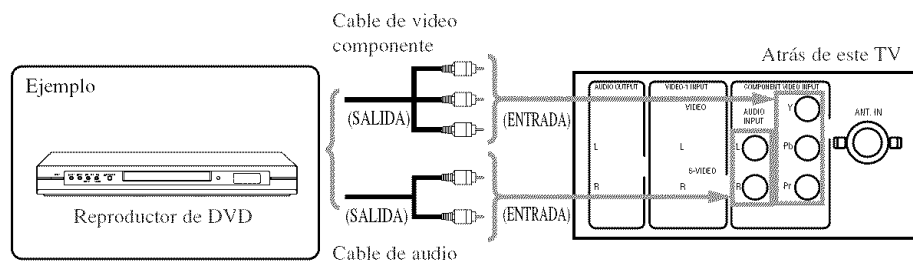 Cable de video
componente
Atrás de este TV
Ejemplo
AUDIO OUTPUT
VIDEO-1 INPUT
COMPONENT VIDEO INPUT
VIDEO
AUDIO
INPUT
Y
ANT. IN
(SALIDA)
(ENTRADA)
L
L
L
Pb
S-VIDEO
R
R
R
Pr
Reproductor de DVD
(SALIDA)
(ENTRADA)
Cable de audio